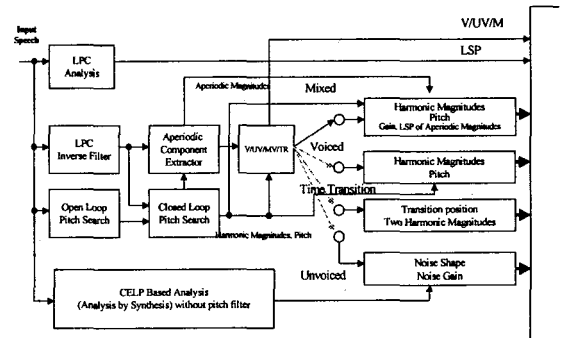 Input
Speech
V/UV/M
LSP
LPC
Analysis
Aperiodic Magnitudes
Mixed
Harmonic Magnitudes
Pitch
Gain, LSP of Aperiodic Magnitudes
LPC
Inverse Filter
Aperiodic
Component
Extractor
V/UV/MV/TR
Voiced
Harmonic Magnitudes
Pitch
Time Transition
Open Loop
Pitch Search
Closed Loop
Pitch Search
Harmonic Magnitudes, Pitch
Transition position
Two Harmonic Magnitudes
Unvoiced
Noise Shape
Noise Gain
CELP Based Analysis
(Analysis by Synthesis) without pitch filter